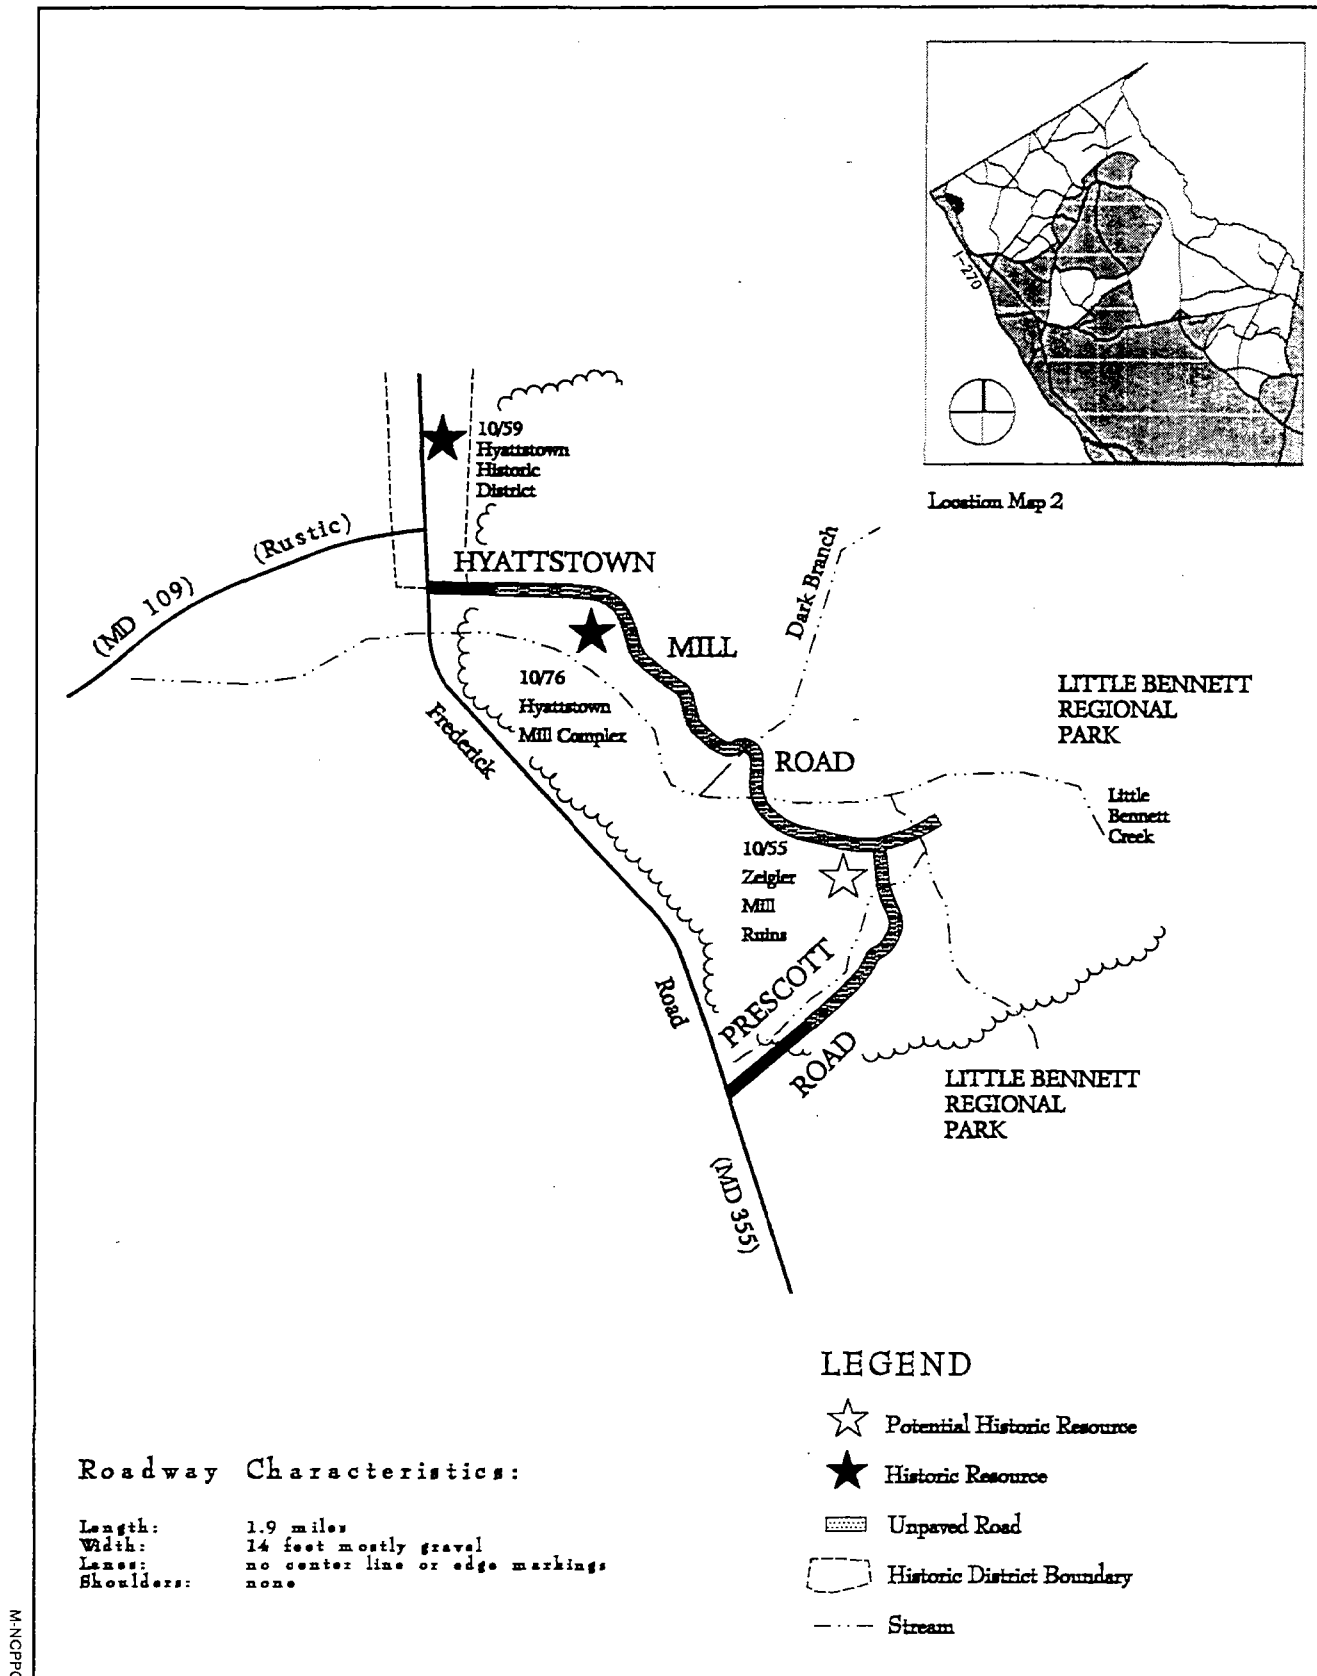 I-270
Location Map 2
10/59
Hyattstown
Historic
District
(MD 109) (Rustic)
HYATTSTOWN
MILL
ROAD
Dark Branch
10/76
Hyattstown
Mill Complex
LITTLE BENNETT
REGIONAL
PARK
Frederick
Road
Little
Bennett
Creek
10/55
Zeigler
Mill
Ruins
PRESCOTT
ROAD
LITTLE BENNETT
REGIONAL
PARK
(MD 355)
LEGEND
Potential Historic Resource
Historic Resource
Unpaved Road
Historic District Boundary
Stream
Roadway Characteristics:
Length: 1.9 miles
Width: 14 feet mostly gravel
Lanes: no center line or edge markings
Shoulders: none